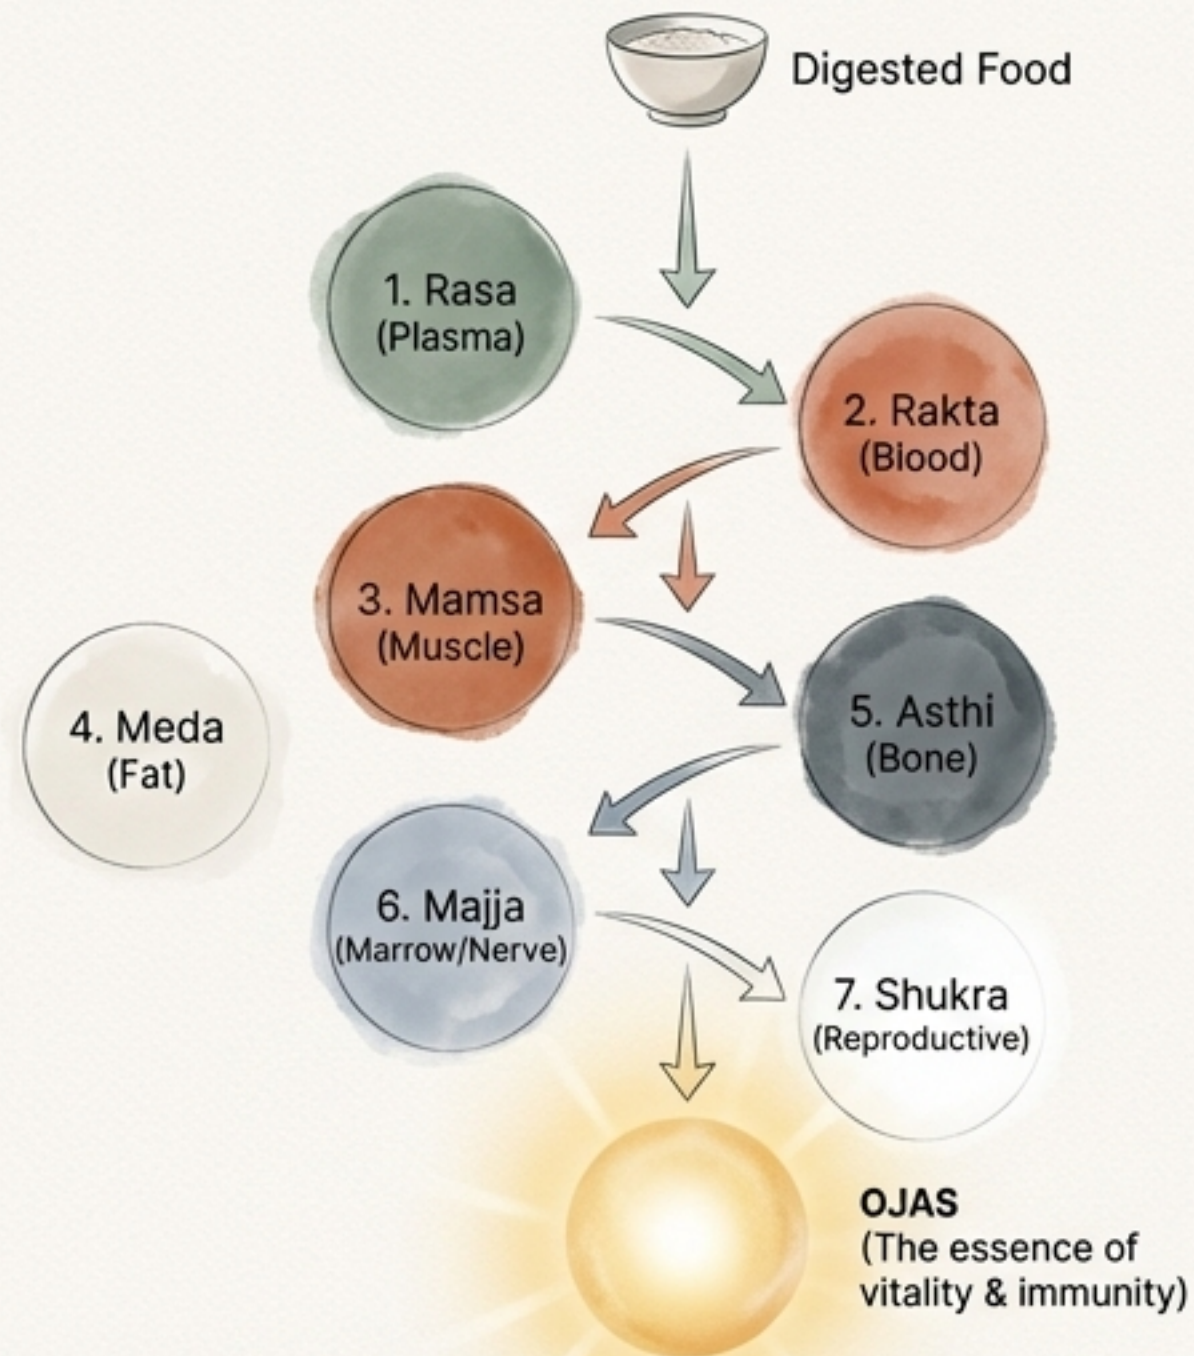 Digested Food
1. Rasa
(Plasma)
2. Rakta
(Blood)
3. Mamsa
(Muscle)
4. Meda
(Fat)
5. Asthi
(Bone)
6. Majja
(Marrow/Nerve)
7. Shukra
(Reproductive)
OJAS
(The essence of
vitality & immunity)